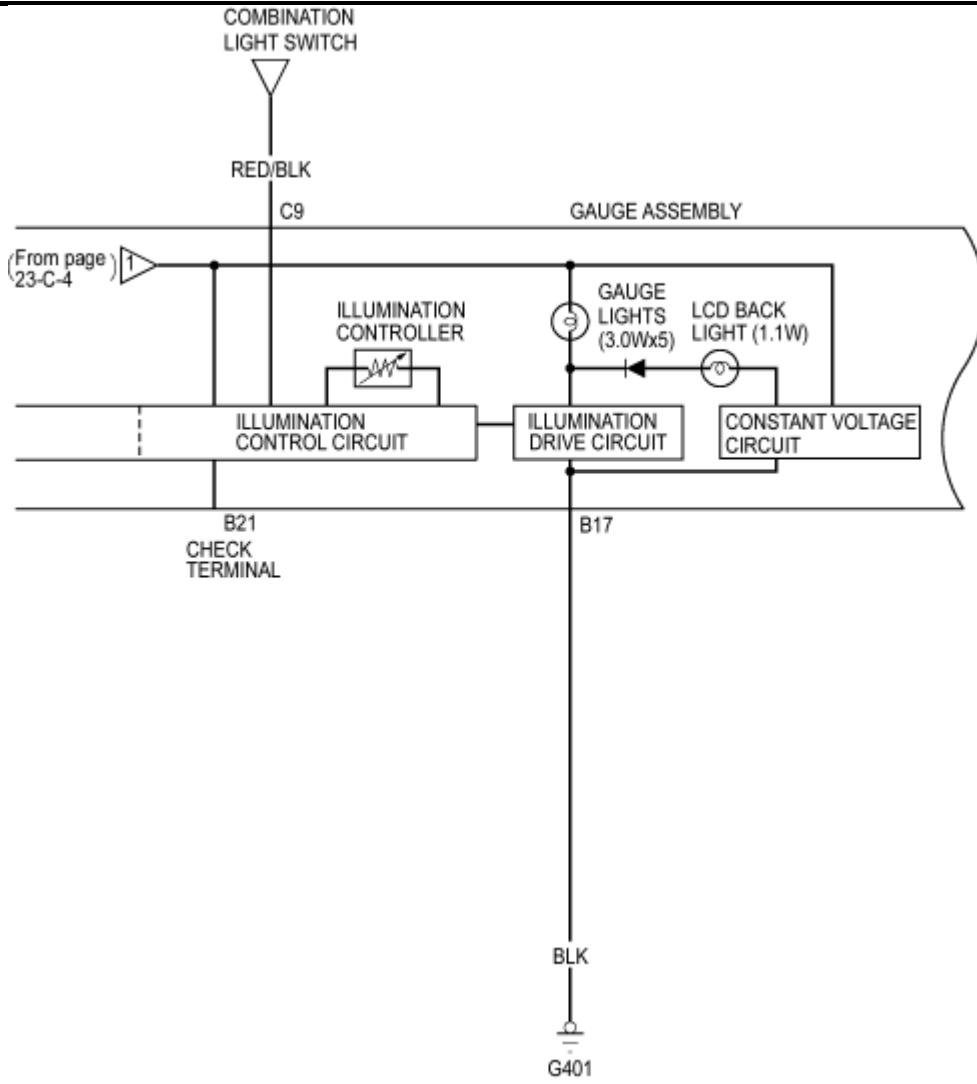 COMBINATION
LIGHT SWITCH
RED/BLK
C9
GAUGE ASSEMBLY
(From page
23-C-4)
1
ILLUMINATION
CONTROLLER
GAUGE
LIGHTS
(3.0Wx5)
LCD BACK
LIGHT (1.1W)
ILLUMINATION
CONTROL CIRCUIT
ILLUMINATION
DRIVE CIRCUIT
CONSTANT VOLTAGE
CIRCUIT
B21
CHECK
TERMINAL
B17
BLK
G401